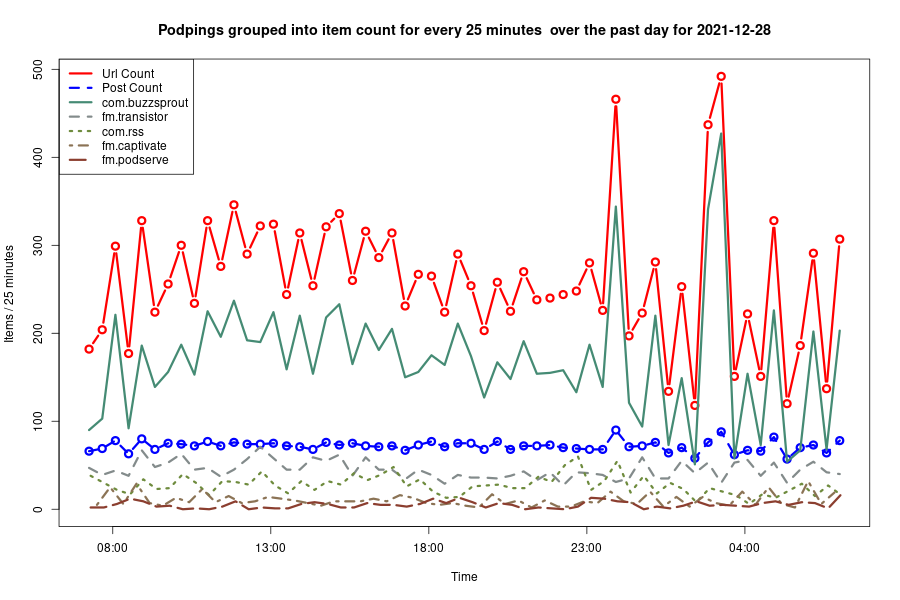 Podpings grouped into item count for every 25 minutes  over the past day for 2021-12-28
Url Count
Post Count
com.buzzsprout
fm.transistor
com.rss
fm.captivate
fm.podserve
Items / 25 minutes
500
400
300
200
100
0
08:00 13:00 18:00 23:00 04:00
Time